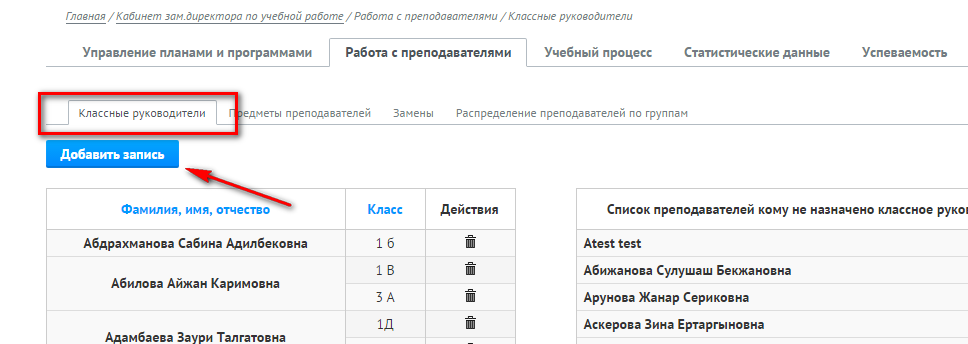 Главная / Кабинет зам.директора по учебной работе / Работа с преподавателями / Классные руководители
Управление планами и программами Работа с преподавателями Учебный процесс Статистические данные Успеваемость
Классные руководители Предметы преподавателей Замены Распределение преподавателей по группам
Добавить запись
Фамилия, имя, отчество Класс Действия
Абдрахманова Сабина Адилбековна 1 б
Абилова Айжан Каримовна 1 В
3 А
Адамбаева Заури Талгатовна 1Д
Список преподавателей кому не назначено классное руков
Atest test
Абижанова Сулушаш Бекжановна
Арунова Жанар Сериковна
Аскерова Зина Ертаргыновна